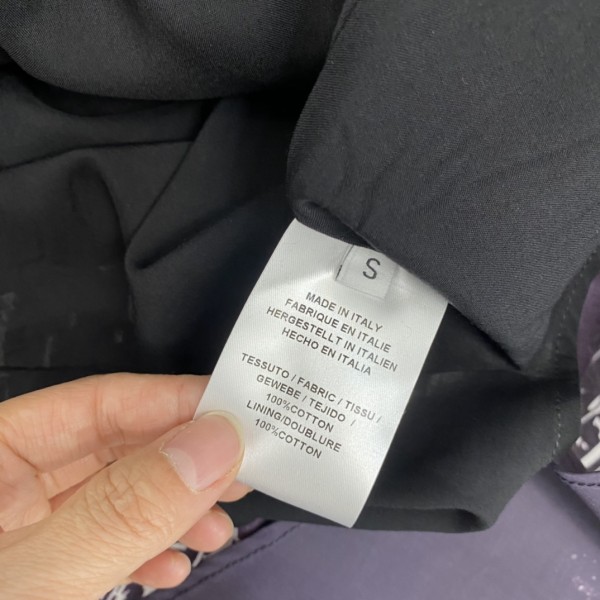 S
MADE IN ITALY
FABRIQUE EN ITALIE
HERGESTELLT IN ITALIEN
HECHO EN ITALIA
TESSUTO / FABRIC / TISSU /
GEWEBE / TEJIDO /
100%COTTON
LINING/DOUBLURE
100%COTTON